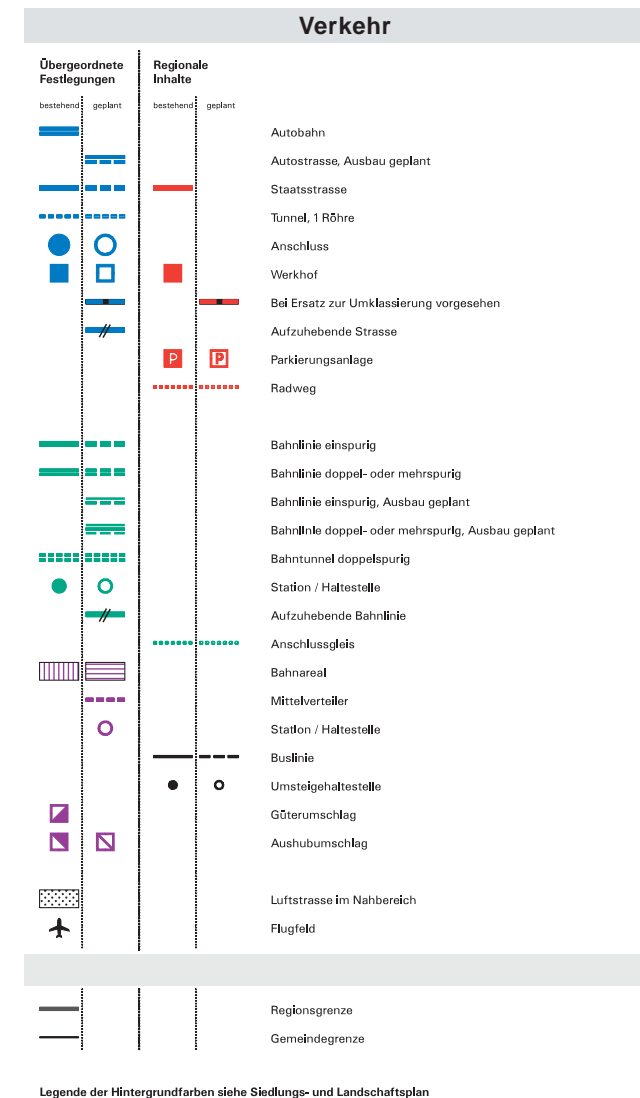 Verkehr
Übergeordnete Festlegungen
Regionale Inhalte
bestehend geplant bestehend geplant
Autobahn
Autostrasse, Ausbau geplant
Staatsstrasse
Tunnel, 1 Röhre
Anschluss
Werkhof
Bei Ersatz zur Umklassierung vorgesehen
Aufzuhebende Strasse
P P Parkierungsanlage
Radweg
Bahnlinie einspurig
Bahnlinie doppel- oder mehrspurig
Bahnlinie einspurig, Ausbau geplant
Bahnlinie doppel- oder mehrspurig, Ausbau geplant
Bahntunnel doppelspurig
Station / Haltestelle
Aufzuhebende Bahnlinie
Anschlussgleis
Bahnareal
Mittelverteiler
Station / Haltestelle
Buslinie
Umsteigehaltestelle
Güterumschlag
Aushubumschlag
Luftstrasse im Nahbereich
Flugfeld
Regionsgrenze
Gemeindegrenze
Legende der Hintergrundfarben siehe Siedlungs- und Landschaftsplan